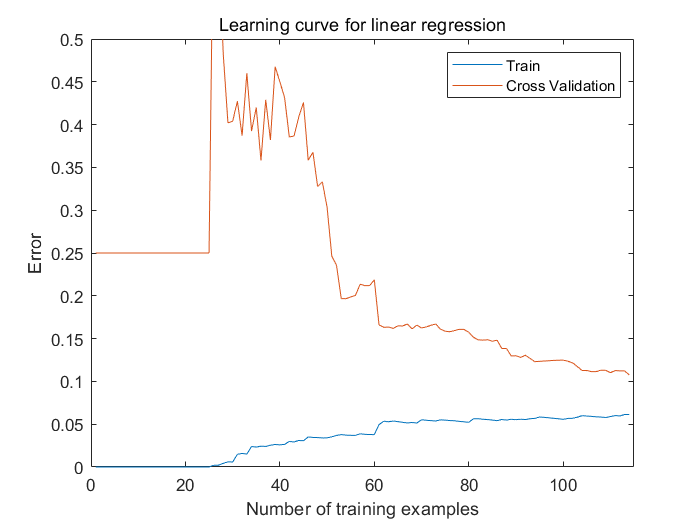 Learning curve for linear regression
Train
Cross Validation
0.5
0.45
0.4
0.35
0.3
0.25
0.2
0.15
0.1
0.05
0
Error
0 20 40 60 80 100
Number of training examples